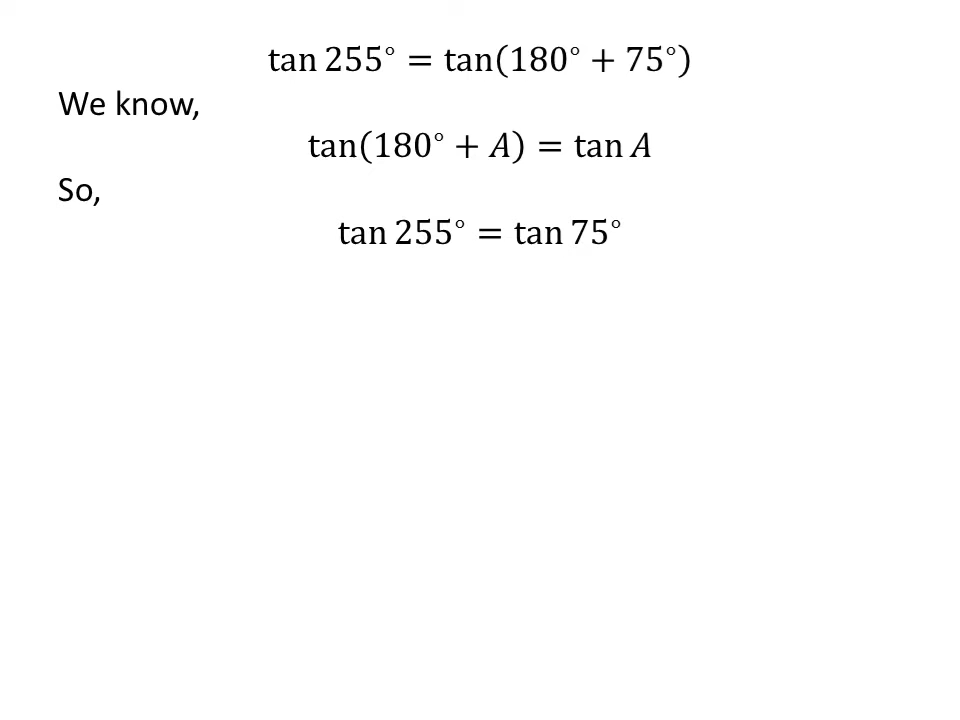 tan 255° = tan(180° + 75°)
We know,
tan(180° + A) = tan A
So,
tan 255° = tan 75°